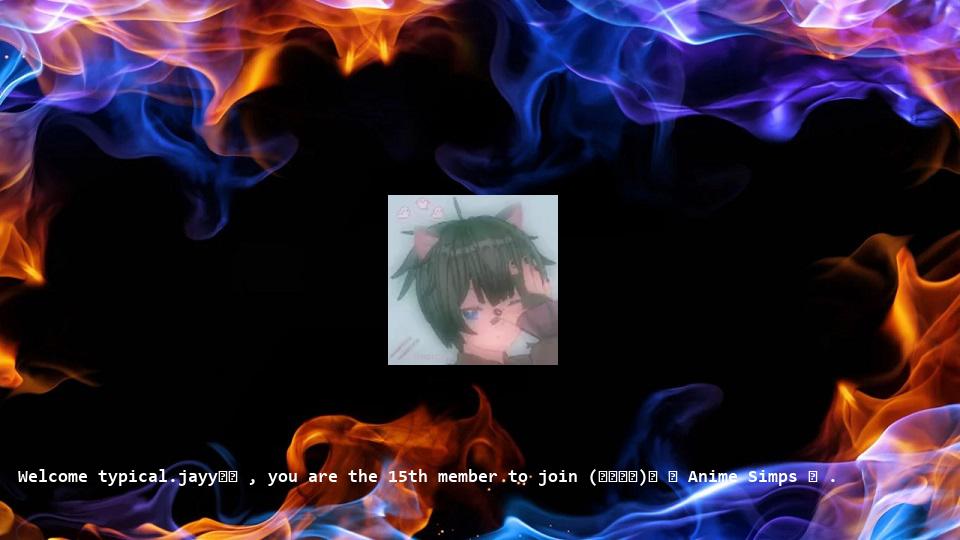 Welcome typical.jayy▯▯ , you are the 15th member to join (▯▯▯▯)▯ ▯ Anime Simps ▯ .